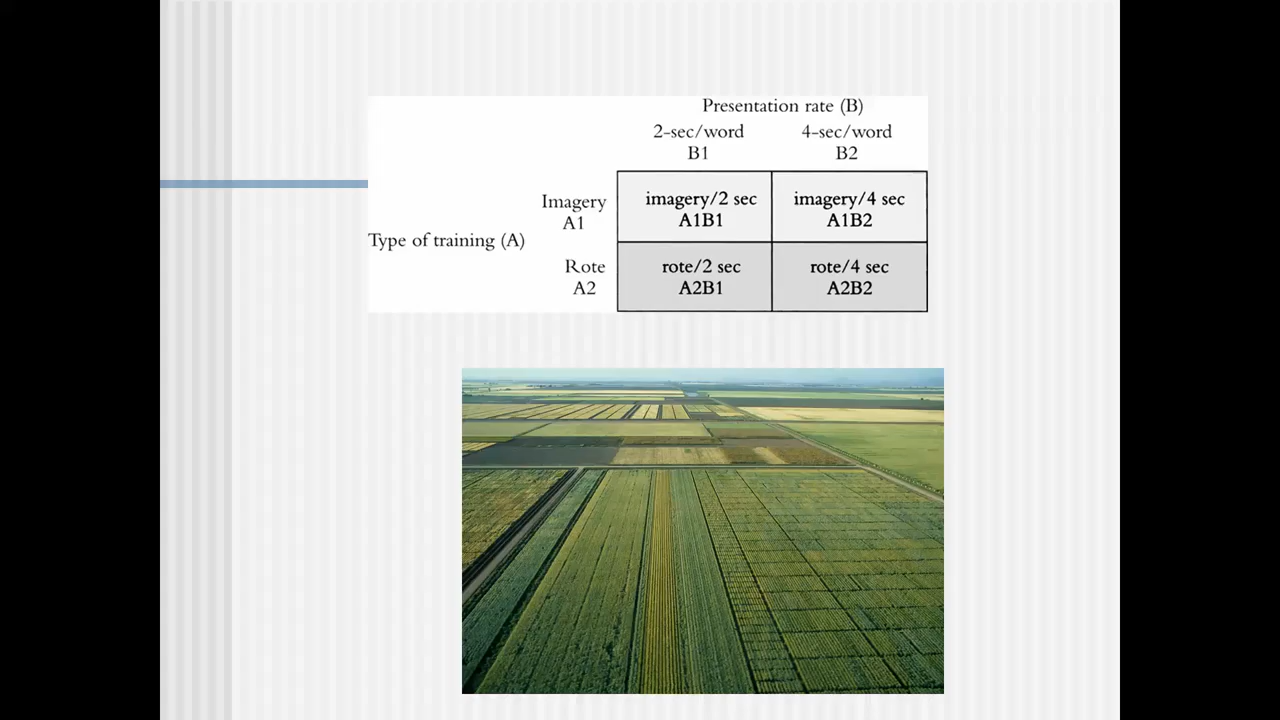 Presentation rate (B)
2-sec/word 4-sec/word
B1 B2
Imagery imagery/2 sec imagery/4 sec
A1 A1B1 A1B2
Type of training (A)
Rote rote/2 sec rote/4 sec
A2 A2B1 A2B2